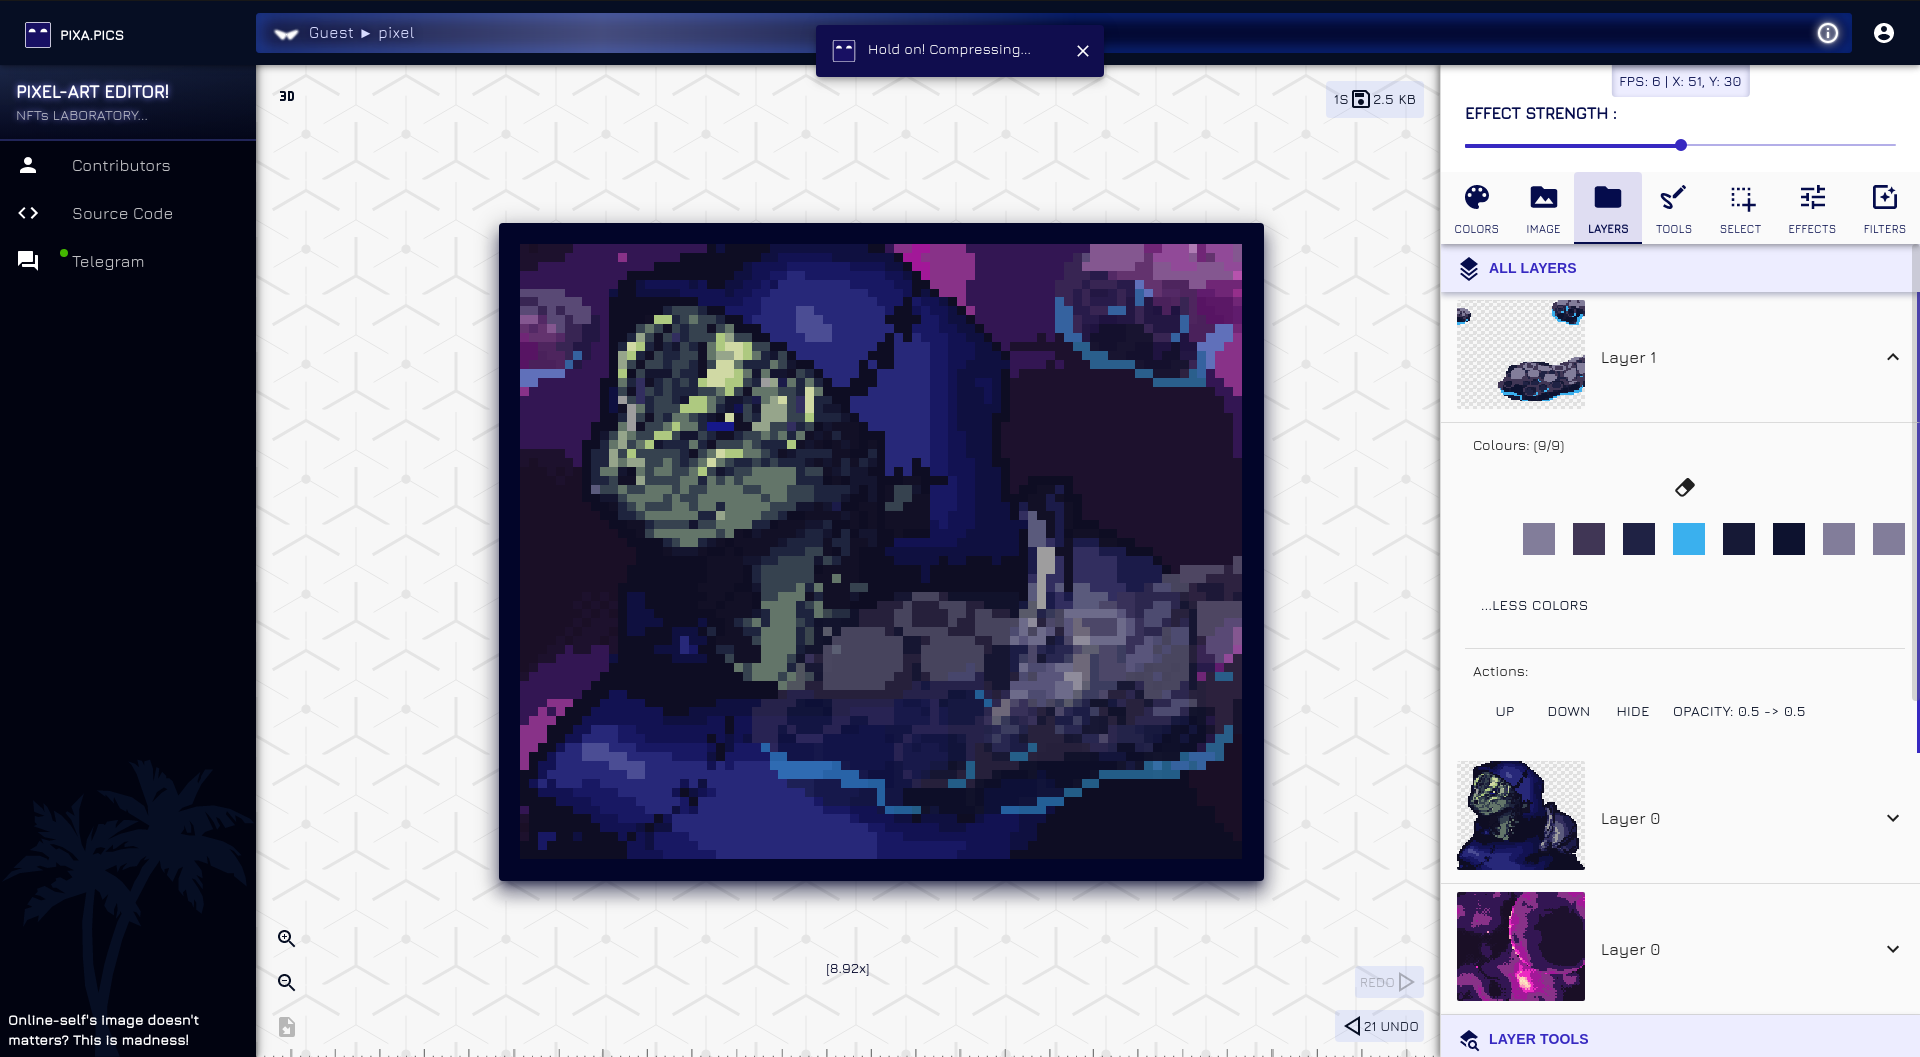 PIXA.PICS
Guest ► pixel
Hold on! Compressing...
PIXEL-ART EDITOR!
NFTs LABORATORY...
Contributors
Source Code
Telegram
Online-self's image doesn't
matters? This is madness!
3D
1S 2.5 KB
[8.92x]
REDO
21 UNDO
FPS: 6 | X: 51, Y: 30
EFFECT STRENGTH :
COLORS IMAGE LAYERS TOOLS SELECT EFFECTS FILTERS
ALL LAYERS
Layer 1
Colours: (9/9)
...LESS COLORS
Actions:
UP DOWN HIDE OPACITY: 0.5 -> 0.5
Layer 0
Layer 0
LAYER TOOLS